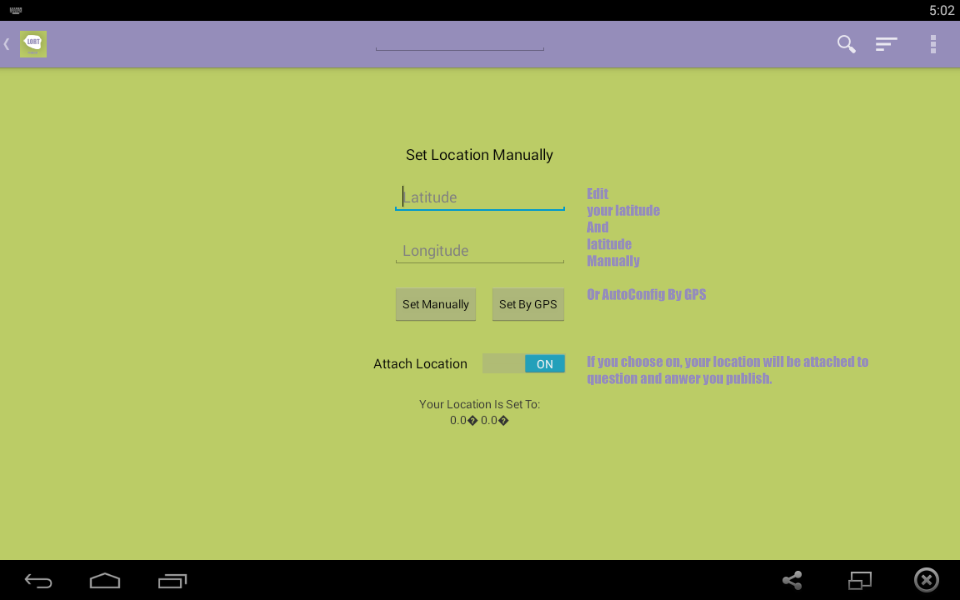 5:02
Set Location Manually
Latitude
Longitude
Set Manually
Set By GPS
Edit
your latitude
And
latitude
Manually
Or AutoConfig By GPS
Attach Location
ON
If you choose on, your location will be attached to
question and anwer you publish.
Your Location Is Set To:
0.0� 0.0�